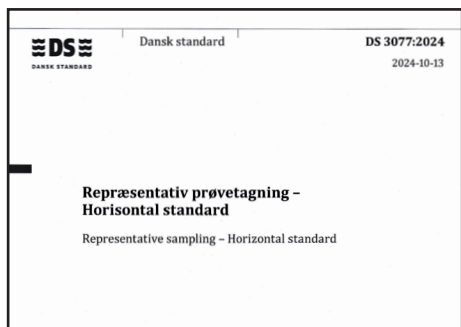 DS
DANSK STANDARD
Dansk standard
DS 3077:2024
2024-10-13
Repræsentativ prøvetagning –
Horisontal standard
Representative sampling – Horizontal standard